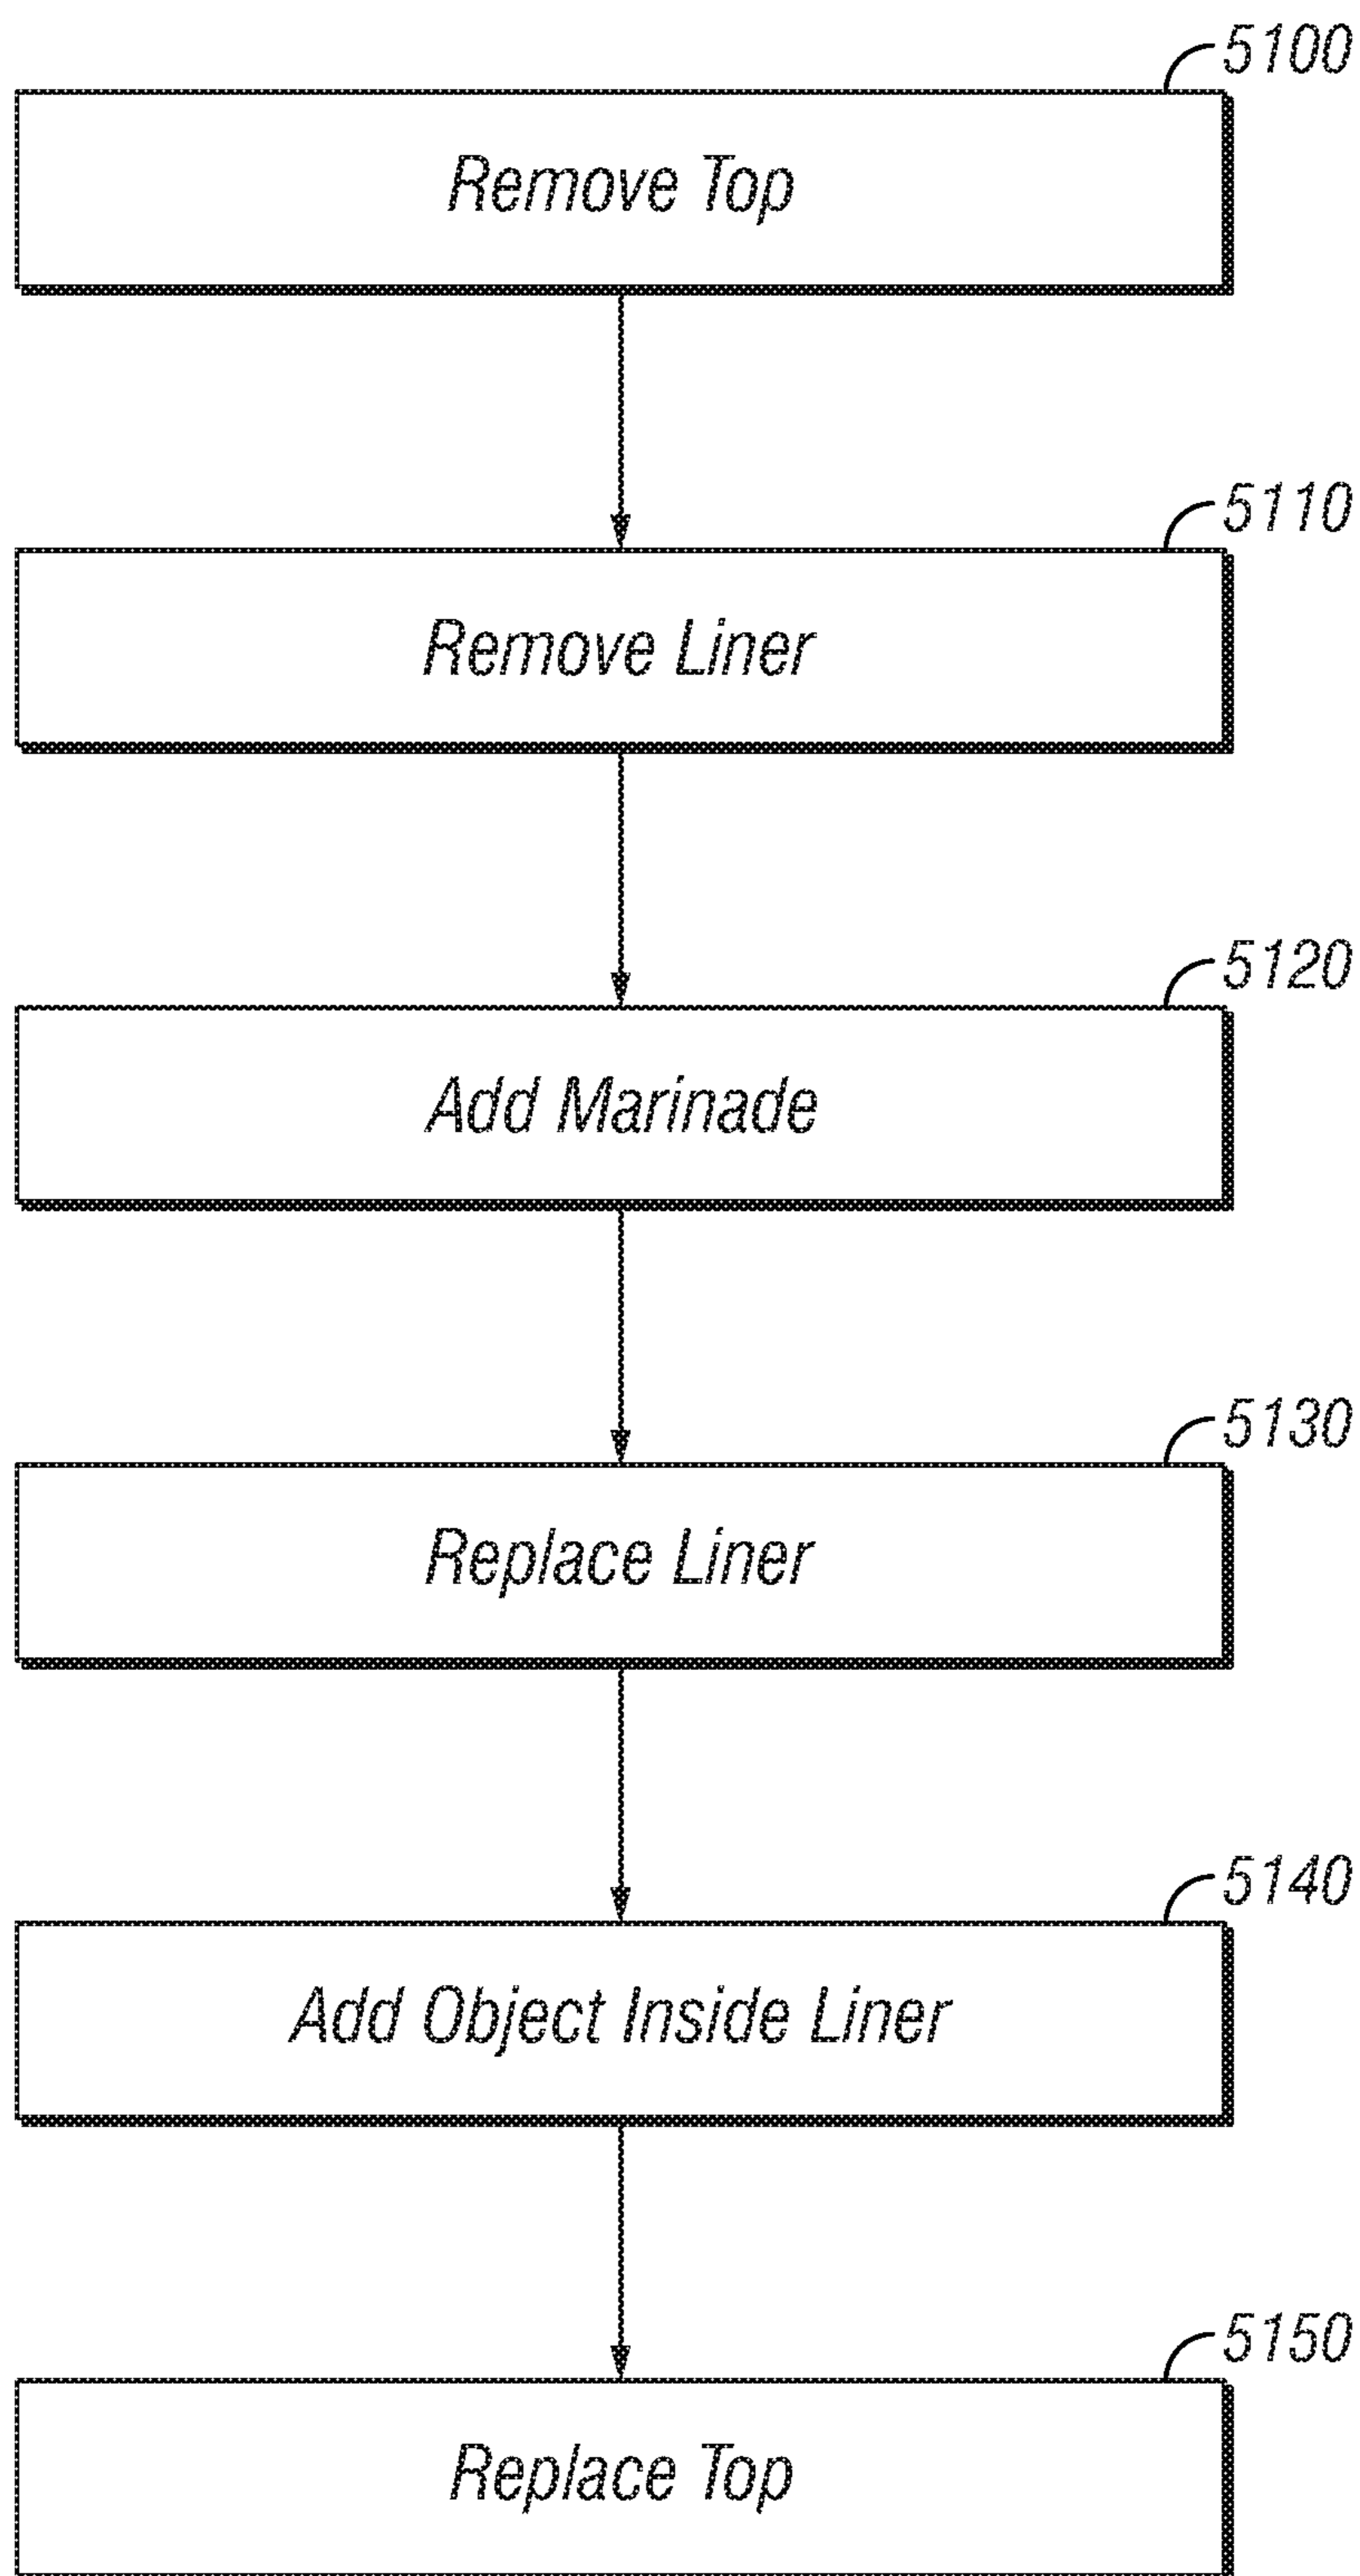 5100
Remove Top
5110
Remove Liner
5120
Add Marinade
5130
Replace Liner
5140
Add Object Inside Liner
5150
Replace Top